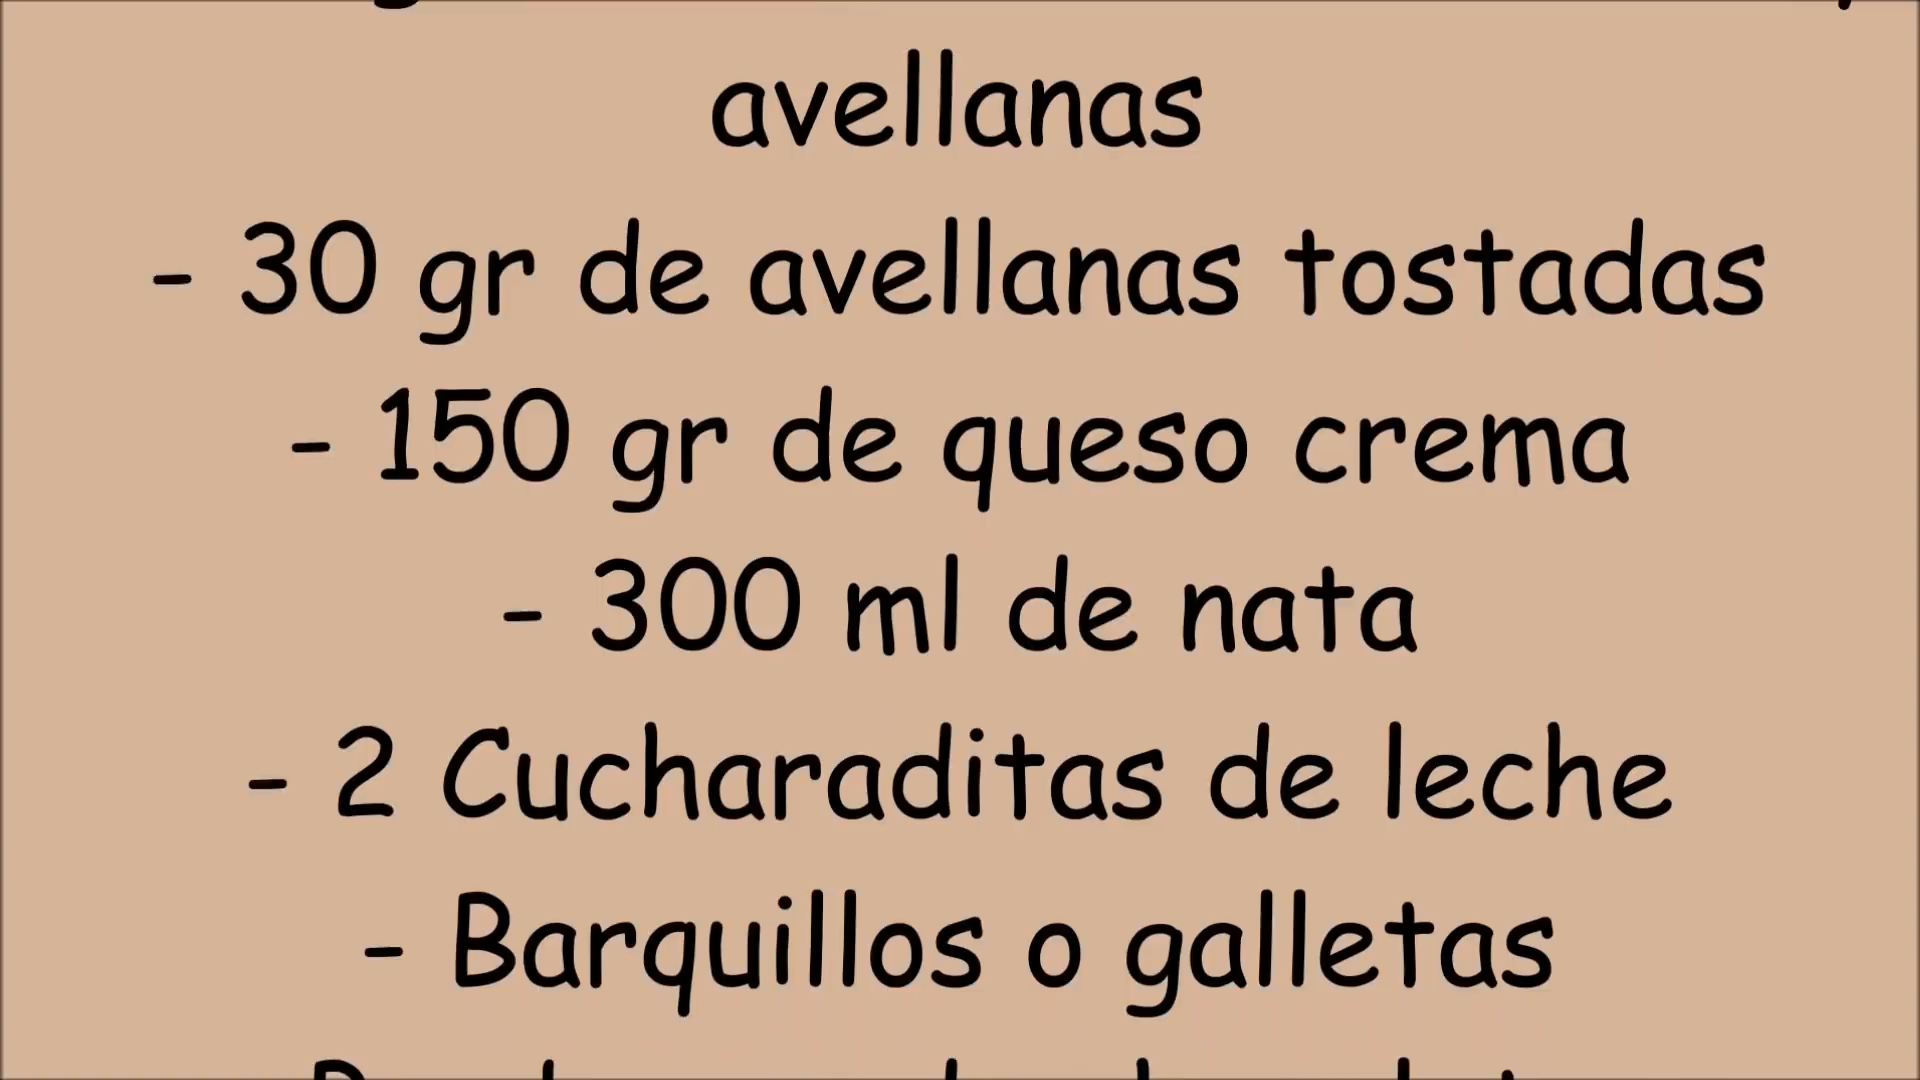 avellanas
- 30 gr de avellanas tostadas
- 150 gr de queso crema
- 300 ml de nata
- 2 Cucharaditas de leche
- Barquillos o galletas